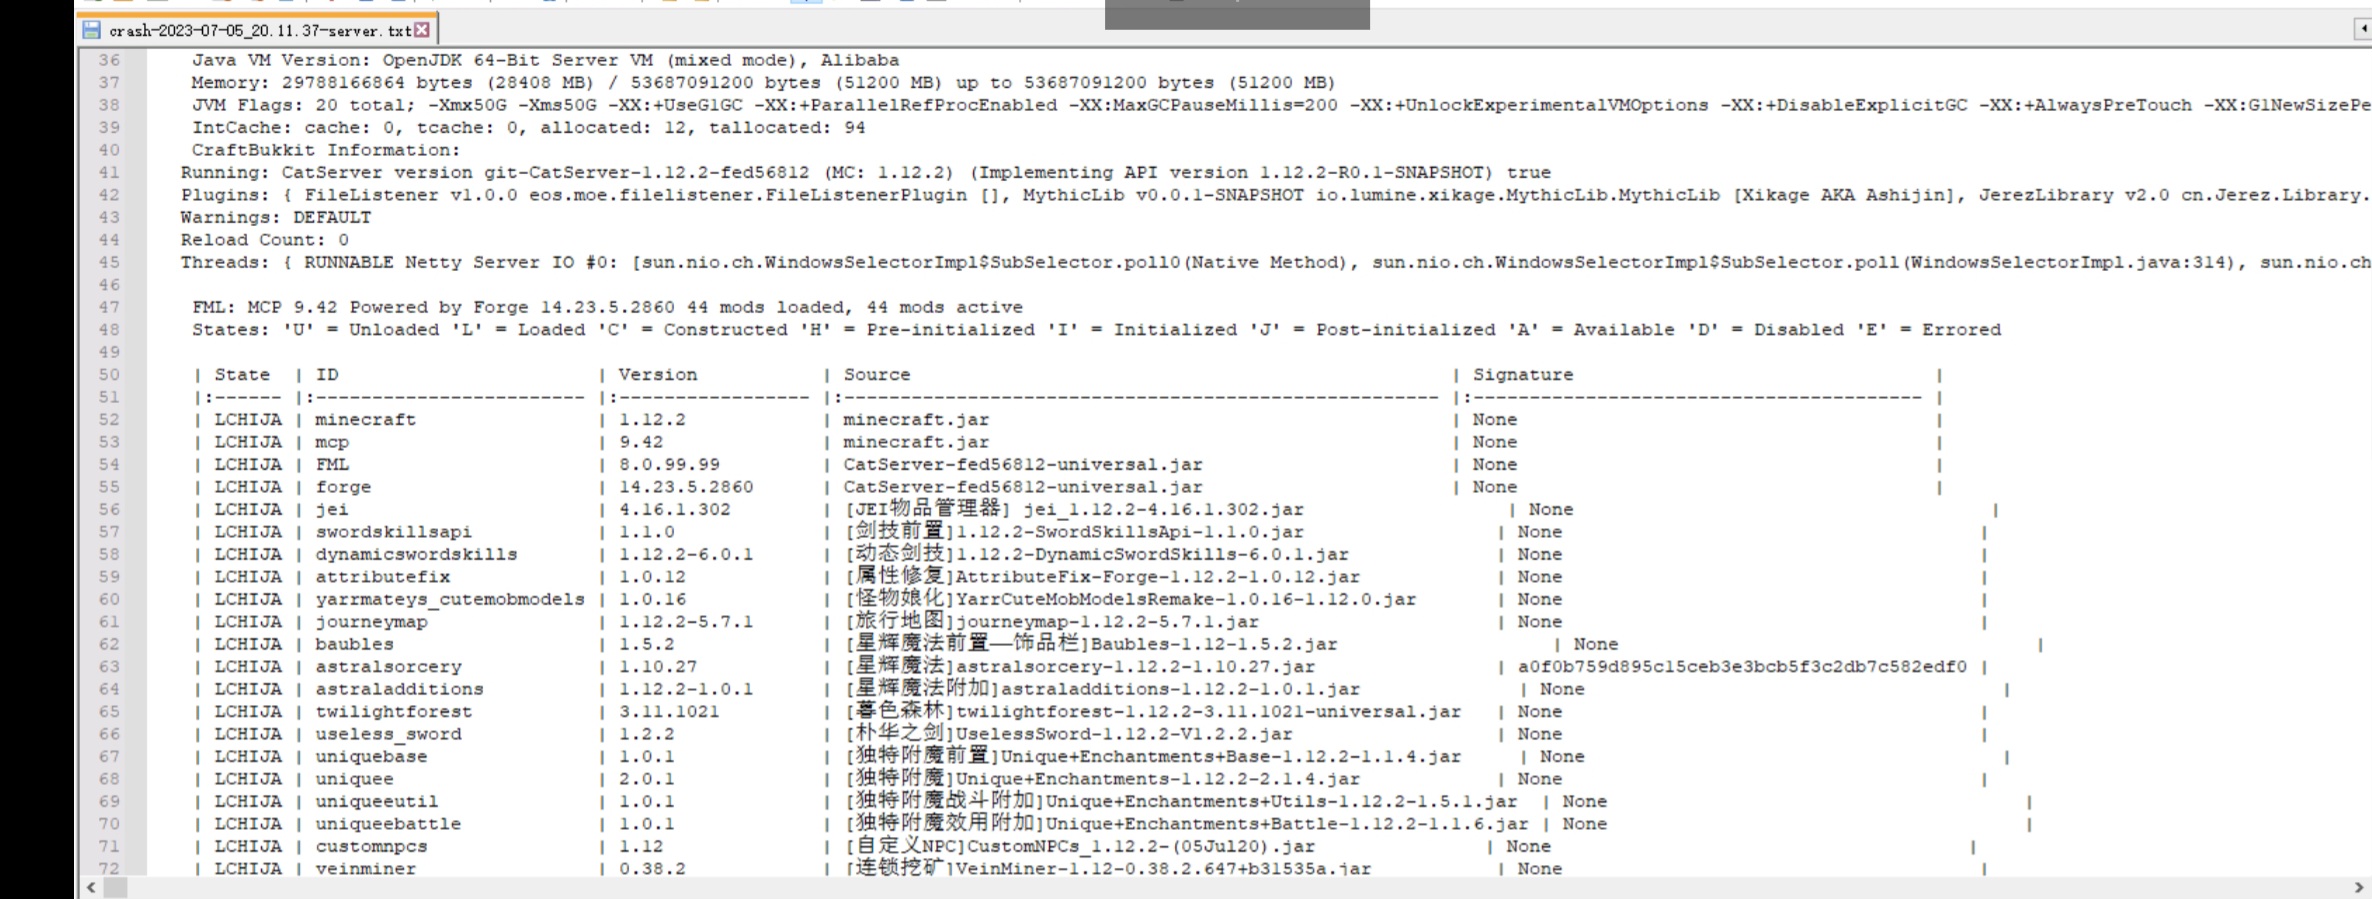 crash-2023-07-05_20.11.37-server.txt
36 Java VM Version: OpenJDK 64-Bit Server VM (mixed mode), Alibaba
37 Memory: 29788166864 bytes (28408 MB) / 53687091200 bytes (51200 MB) up to 53687091200 bytes (51200 MB)
38 JVM Flags: 20 total; -Xmx50G -Xms50G -XX:+UseG1GC -XX:+ParallelRefProcEnabled -XX:MaxGCPauseMillis=200 -XX:+UnlockExperimentalVMOptions -XX:+DisableExplicitGC -XX:+AlwaysPreTouch -XX:G1NewSizePe
39 IntCache: cache: 0, tcache: 0, allocated: 12, tallocated: 94
40 CraftBukkit Information:
41 Running: CatServer version git-CatServer-1.12.2-fed56812 (MC: 1.12.2) (Implementing API version 1.12.2-R0.1-SNAPSHOT) true
42 Plugins: { FileListener v1.0.0 eos.moe.filelistener.FileListenerPlugin [], MythicLib v0.0.1-SNAPSHOT io.lumine.xikage.MythicLib.MythicLib [Xikage AKA Ashijin], JerezLibrary v2.0 cn.Jerez.Library.
43 Warnings: DEFAULT
44 Reload Count: 0
45 Threads: { RUNNABLE Netty Server IO #0: [sun.nio.ch.WindowsSelectorImpl$SubSelector.poll0(Native Method), sun.nio.ch.WindowsSelectorImpl$SubSelector.poll(WindowsSelectorImpl.java:314), sun.nio.ch
46
47 FML: MCP 9.42 Powered by Forge 14.23.5.2860 44 mods loaded, 44 mods active
48 States: 'U' = Unloaded 'L' = Loaded 'C' = Constructed 'H' = Pre-initialized 'I' = Initialized 'J' = Post-initialized 'A' = Available 'D' = Disabled 'E' = Errored
49
50 | State | ID | Version | Source | Signature |
51 |:------ |:------------------------ |:----------------- |:----------------------------------------------------- |:---------------------------------------- |
52 | LCHIJA | minecraft | 1.12.2 | minecraft.jar | None |
53 | LCHIJA | mcp | 9.42 | minecraft.jar | None |
54 | LCHIJA | FML | 8.0.99.99 | CatServer-fed56812-universal.jar | None |
55 | LCHIJA | forge | 14.23.5.2860 | CatServer-fed56812-universal.jar | None |
56 | LCHIJA | jei | 4.16.1.302 | [JEI物品管理器] jei_1.12.2-4.16.1.302.jar | None |
57 | LCHIJA | swordskillsapi | 1.1.0 | [剑技前置]1.12.2-SwordSkillsApi-1.1.0.jar | None |
58 | LCHIJA | dynamicswordskills | 1.12.2-6.0.1 | [动态剑技]1.12.2-DynamicSwordSkills-6.0.1.jar | None |
59 | LCHIJA | attributefix | 1.0.12 | [属性修复]AttributeFix-Forge-1.12.2-1.0.12.jar | None |
60 | LCHIJA | yarrmateys_cutemobmodels | 1.0.16 | [怪物娘化]YarrCuteMobModelsRemake-1.0.16-1.12.0.jar | None |
61 | LCHIJA | journeymap | 1.12.2-5.7.1 | [旅行地图]journeymap-1.12.2-5.7.1.jar | None |
62 | LCHIJA | baubles | 1.5.2 | [星辉魔法前置—饰品栏]Baubles-1.12-1.5.2.jar | None |
63 | LCHIJA | astralsorcery | 1.10.27 | [星辉魔法]astralsorcery-1.12.2-1.10.27.jar | a0f0b759d895c15ceb3e3bcb5f3c2db7c582edf0 |
64 | LCHIJA | astraladditions | 1.12.2-1.0.1 | [星辉魔法附加]astraladditions-1.12.2-1.0.1.jar | None |
65 | LCHIJA | twilightforest | 3.11.1021 | [暮色森林]twilightforest-1.12.2-3.11.1021-universal.jar | None |
66 | LCHIJA | useless_sword | 1.2.2 | [朴华之剑]UselessSword-1.12.2-V1.2.2.jar | None |
67 | LCHIJA | uniquebase | 1.0.1 | [独特附魔前置]Unique+Enchantments+Base-1.12.2-1.1.4.jar | None |
68 | LCHIJA | uniquee | 2.0.1 | [独特附魔]Unique+Enchantments-1.12.2-2.1.4.jar | None |
69 | LCHIJA | uniqueeutil | 1.0.1 | [独特附魔战斗附加]Unique+Enchantments+Utils-1.12.2-1.5.1.jar | None |
70 | LCHIJA | uniqueebattle | 1.0.1 | [独特附魔效用附加]Unique+Enchantments+Battle-1.12.2-1.1.6.jar | None |
71 | LCHIJA | customnpcs | 1.12 | [自定义NPC]CustomNPCs_1.12.2-(05Jul20).jar | None |
72 | LCHIJA | veinminer | 0.38.2 | [连锁挖矿]VeinMiner-1.12-0.38.2.647+b31535a.jar | None |